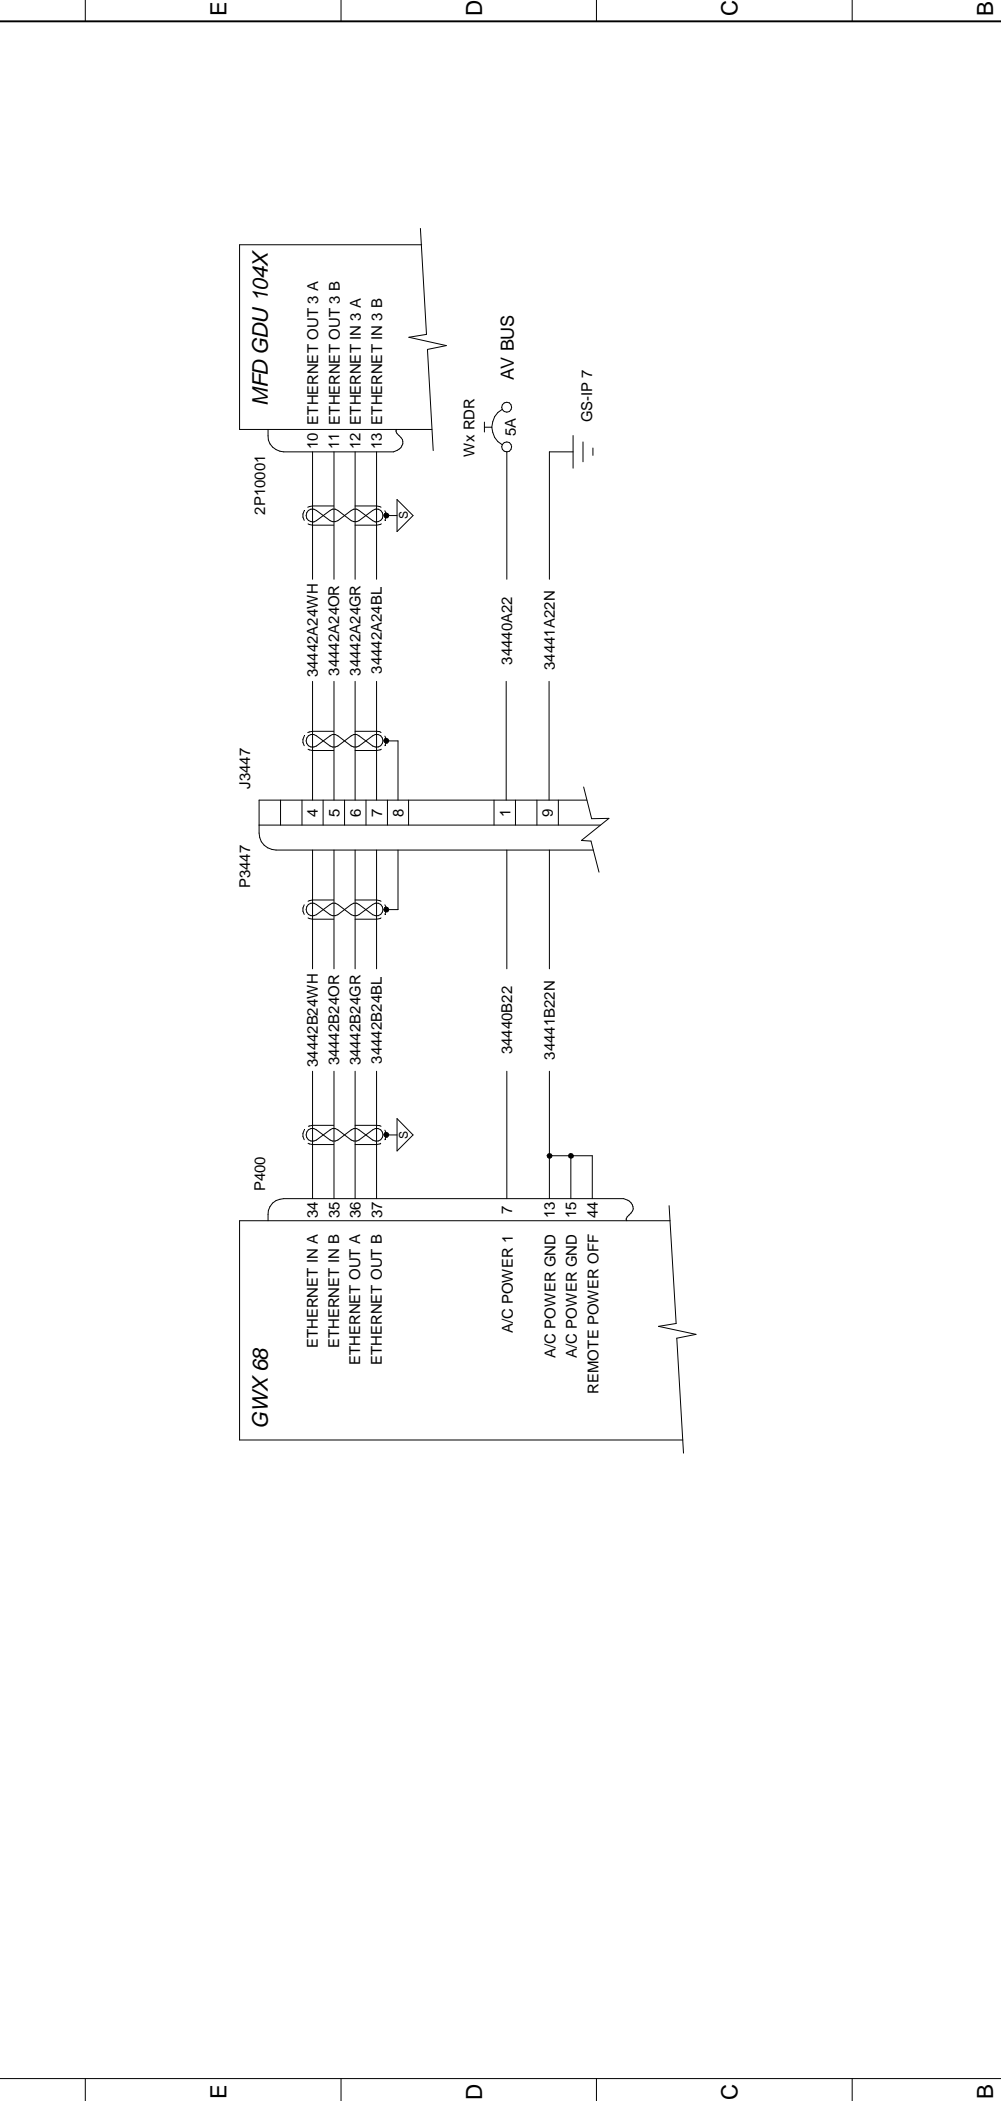 E
D
C
B
MFD GDU 104X
10 ETHERNET OUT 3 A
11 ETHERNET OUT 3 B
12 ETHERNET IN 3 A
13 ETHERNET IN 3 B
2P10001
S
Wx RDR
5A
AV BUS
GS-IP 7
34442A24WH
34442A24OR
34442A24GR
34442A24BL
34440A22
34441A22N
J3447
4
5
6
7
8
1
9
P3447
34442B24WH
34442B24OR
34442B24GR
34442B24BL
34440B22
34441B22N
S
P400
34
35
36
37
7
13
15
44
GWX 68
ETHERNET IN A
ETHERNET IN B
ETHERNET OUT A
ETHERNET OUT B
A/C POWER 1
A/C POWER GND
A/C POWER GND
REMOTE POWER OFF
E
D
C
B